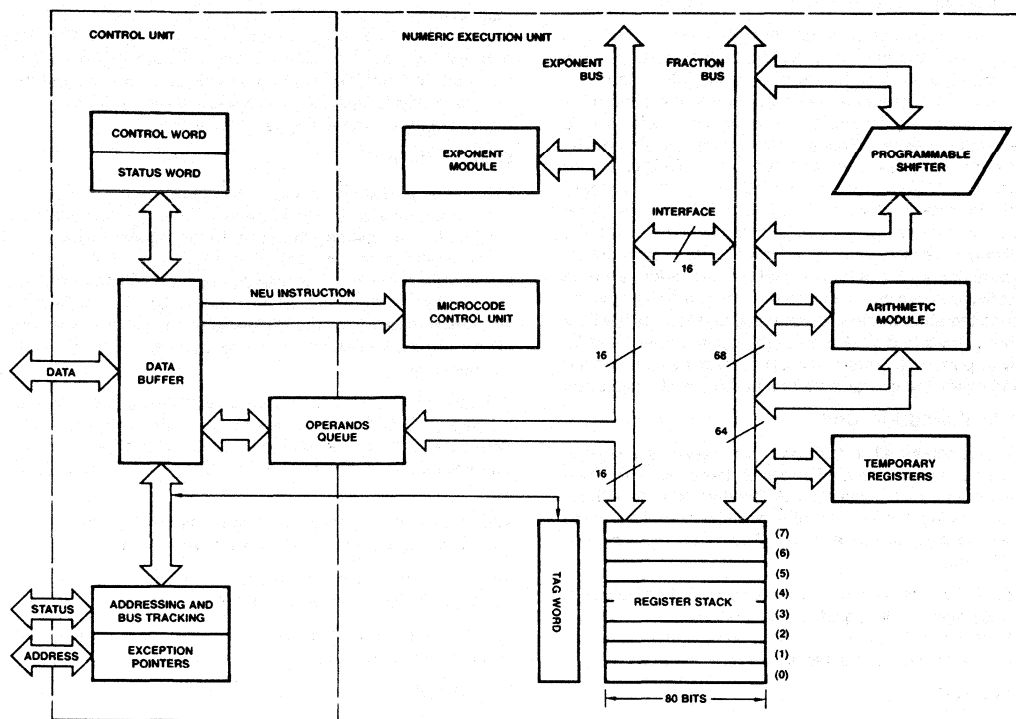 CONTROL UNIT
NUMERIC EXECUTION UNIT
EXPONENT
BUS
FRACTION
BUS
CONTROL WORD
STATUS WORD
EXPONENT
MODULE
PROGRAMMABLE
SHIFTER
INTERFACE
16
NEU INSTRUCTION
MICROCODE
CONTROL UNIT
ARITHMETIC
MODULE
DATA
DATA
BUFFER
16
68
OPERANDS
QUEUE
64
16
TEMPORARY
REGISTERS
TAG WORD
(7)
(6)
(5)
(4)
REGISTER STACK
(3)
(2)
(1)
(0)
STATUS
ADDRESSING AND
BUS TRACKING
ADDRESS
EXCEPTION
POINTERS
80 BITS